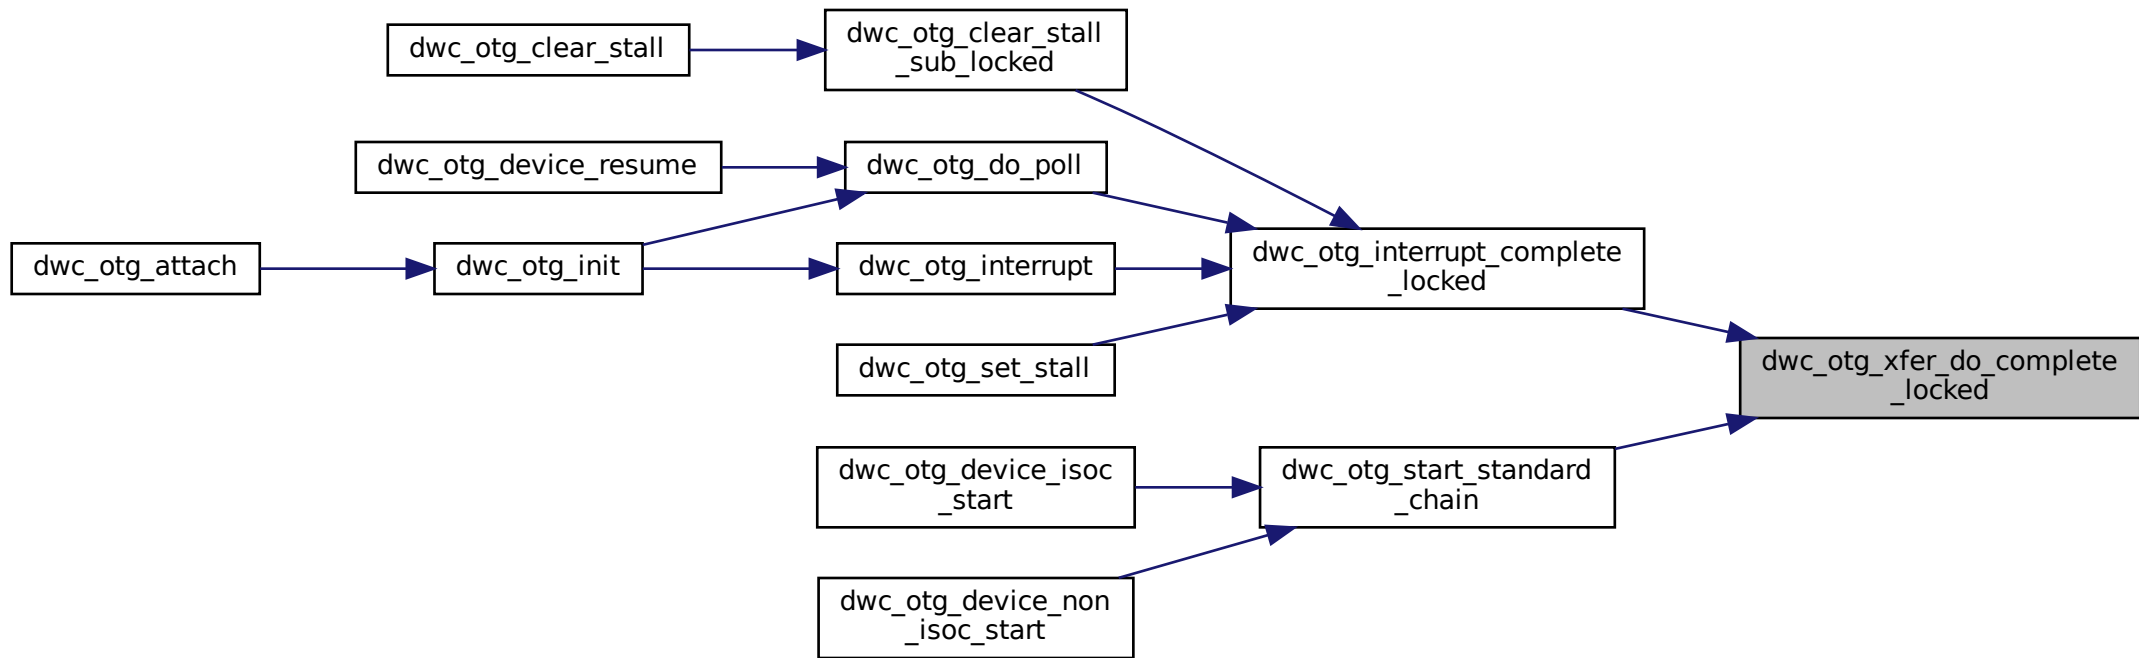 dwc_otg_clear_stall
dwc_otg_clear_stall
_sub_locked
dwc_otg_device_resume
dwc_otg_do_poll
dwc_otg_attach
dwc_otg_init
dwc_otg_interrupt
dwc_otg_interrupt_complete
_locked
dwc_otg_set_stall
dwc_otg_xfer_do_complete
_locked
dwc_otg_device_isoc
_start
dwc_otg_start_standard
_chain
dwc_otg_device_non
_isoc_start